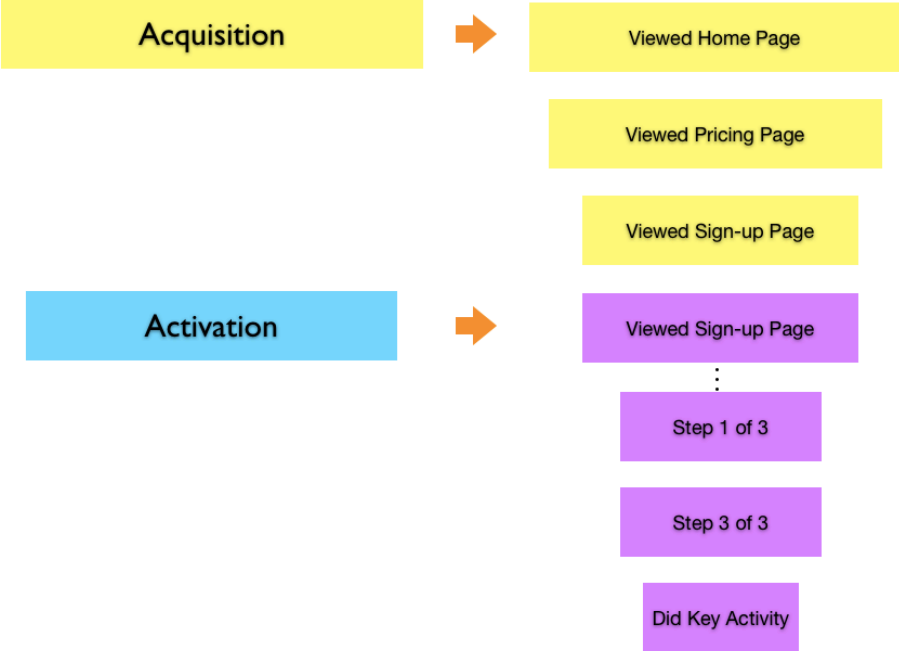 Acquisition
Viewed Home Page
Viewed Pricing Page
Viewed Sign-up Page
Activation
Viewed Sign-up Page
Step 1 of 3
Step 3 of 3
Did Key Activity